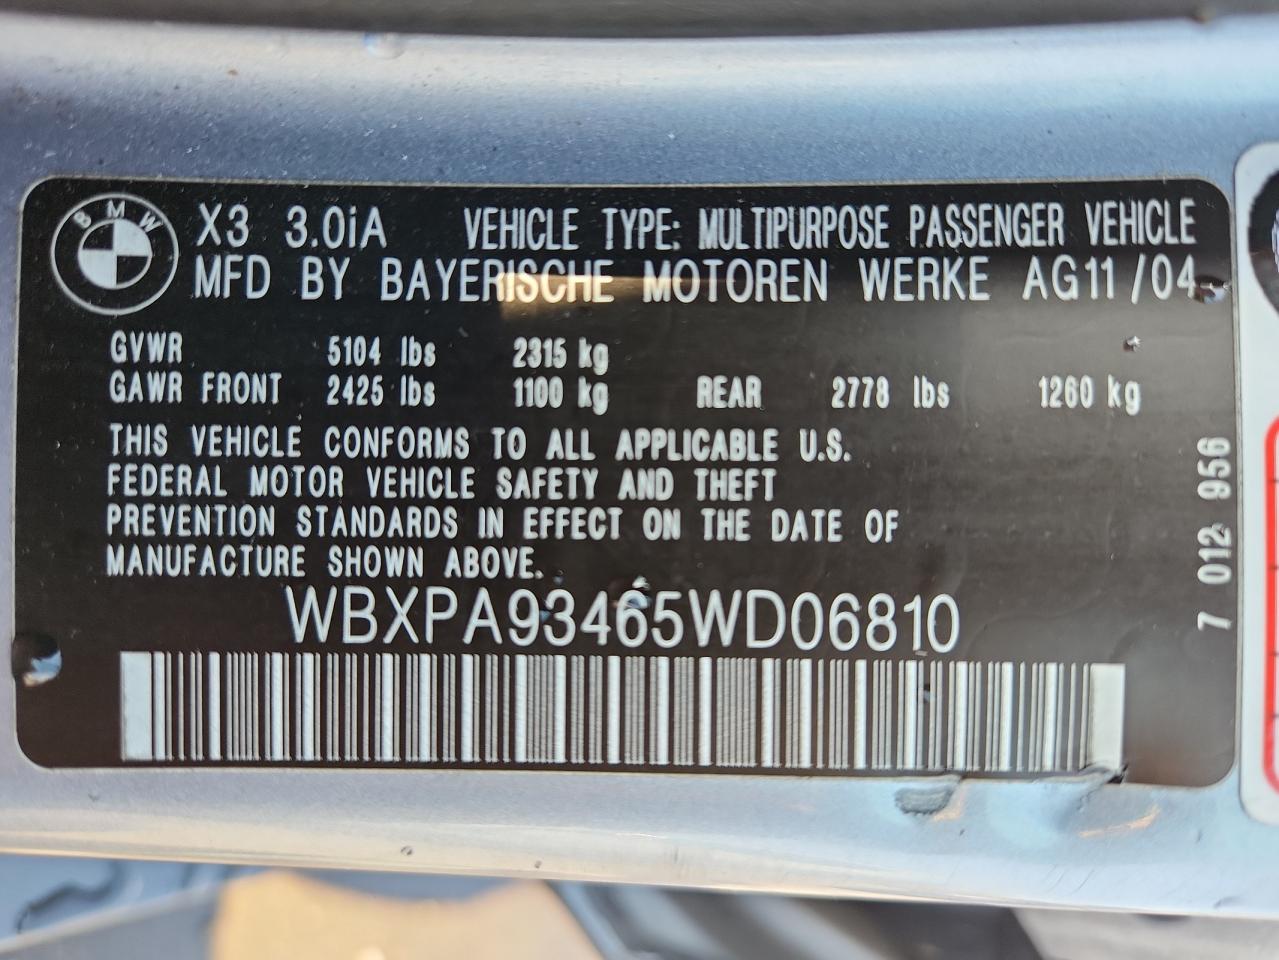 BMW
X3 3.0iA VEHICLE TYPE: MULTIPURPOSE PASSENGER VEHICLE
MFD BY BAYERISCHE MOTOREN WERKE AG11/04
GVWR 5104 lbs 2315 kg
GAWR FRONT 2425 lbs 1100 kg REAR 2778 lbs 1260 kg
THIS VEHICLE CONFORMS TO ALL APPLICABLE U.S.
FEDERAL MOTOR VEHICLE SAFETY AND THEFT
PREVENTION STANDARDS IN EFFECT ON THE DATE OF
MANUFACTURE SHOWN ABOVE.
WBXPA93465WD06810
7 012 956